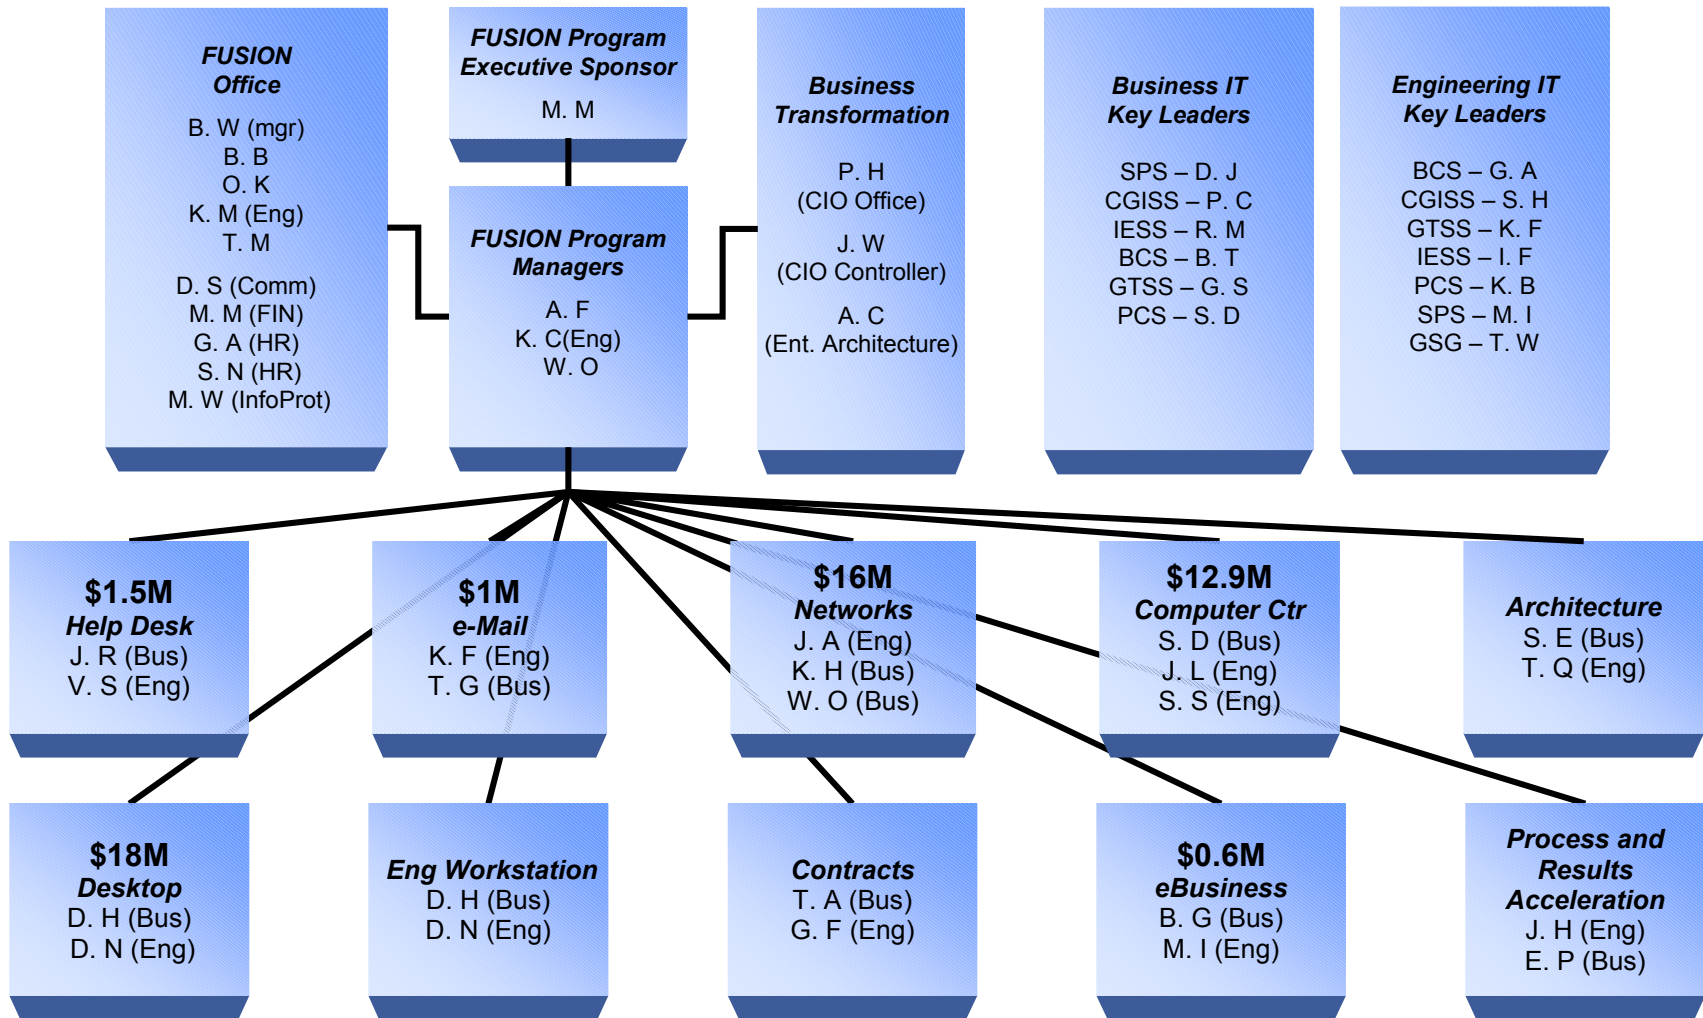 FUSION
Office
B. W (mgr)
B. B
O. K
K. M (Eng)
T. M
D. S (Comm)
M. M (FIN)
G. A (HR)
S. N (HR)
M. W (InfoProt)
FUSION Program
Executive Sponsor
M. M
FUSION Program
Managers
A. F
K. C(Eng)
W. O
Business
Transformation
P. H
(CIO Office)
J. W
(CIO Controller)
A. C
(Ent. Architecture)
Business IT
Key Leaders
SPS – D. J
CGISS – P. C
IESS – R. M
BCS – B. T
GTSS – G. S
PCS – S. D
Engineering IT
Key Leaders
BCS – G. A
CGISS – S. H
GTSS – K. F
IESS – I. F
PCS – K. B
SPS – M. I
GSG – T. W
$1.5M
Help Desk
J. R (Bus)
V. S (Eng)
$1M
e-Mail
K. F (Eng)
T. G (Bus)
$16M
Networks
J. A (Eng)
K. H (Bus)
W. O (Bus)
$12.9M
Computer Ctr
S. D (Bus)
J. L (Eng)
S. S (Eng)
Architecture
S. E (Bus)
T. Q (Eng)
$18M
Desktop
D. H (Bus)
D. N (Eng)
Eng Workstation
D. H (Bus)
D. N (Eng)
Contracts
T. A (Bus)
G. F (Eng)
$0.6M
eBusiness
B. G (Bus)
M. I (Eng)
Process and
Results
Acceleration
J. H (Eng)
E. P (Bus)